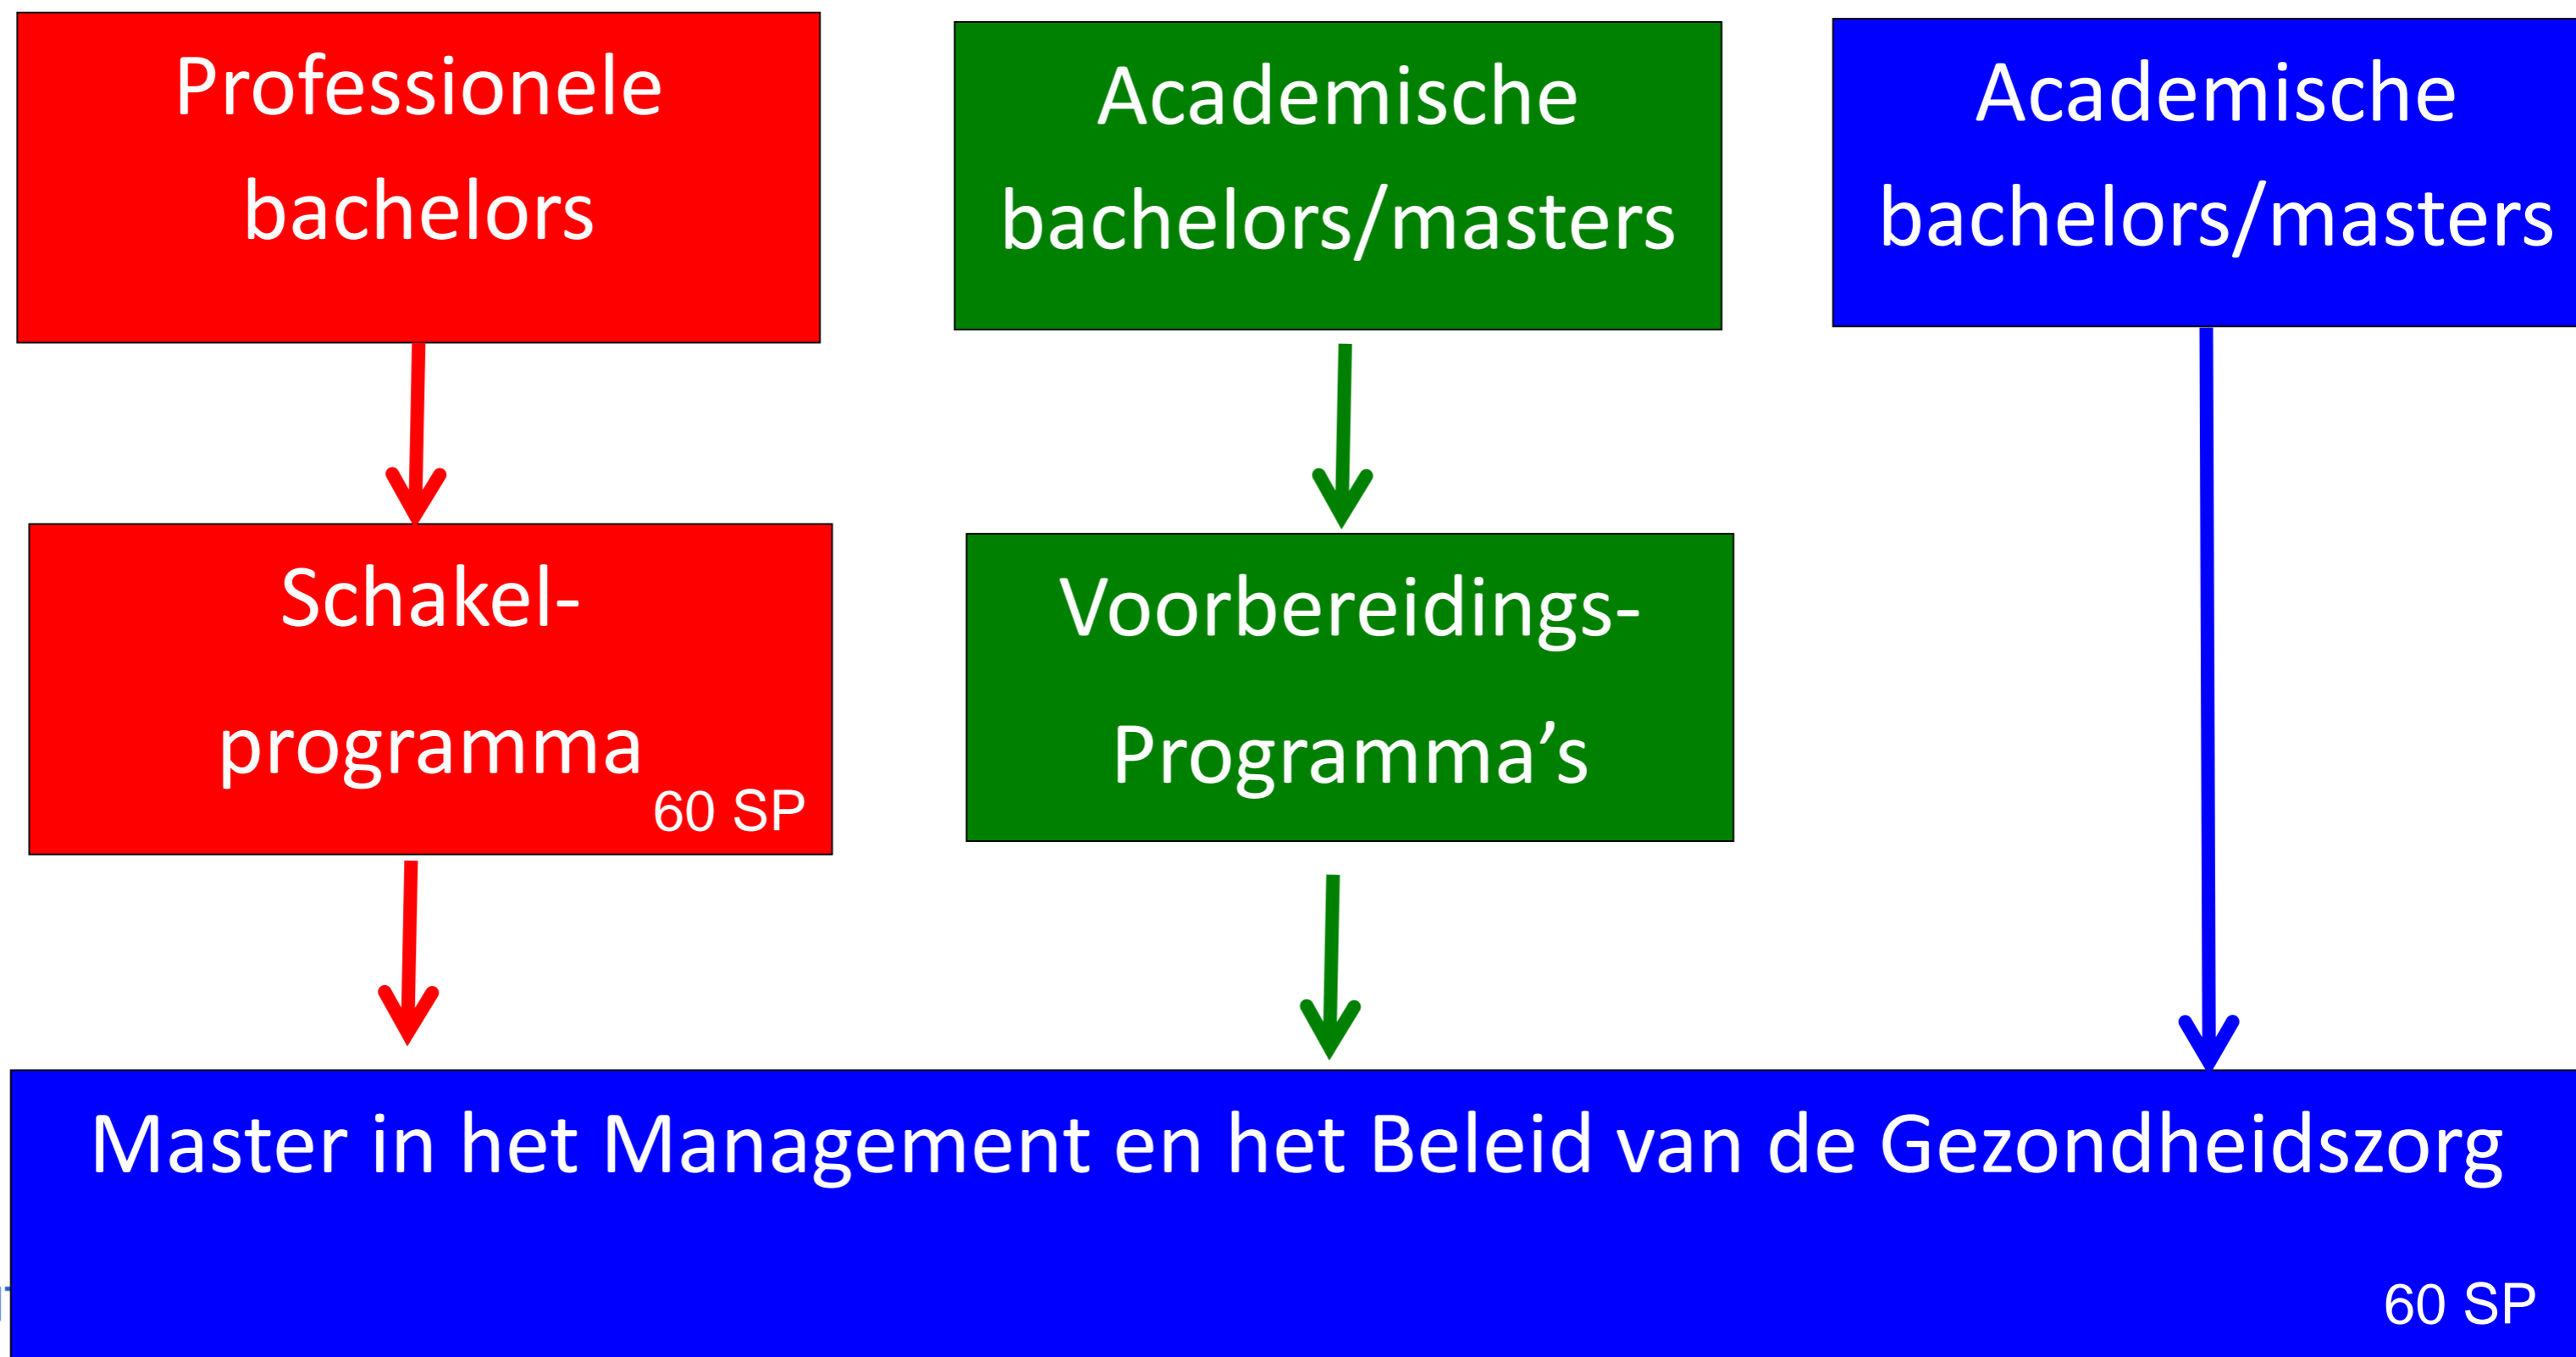 Professionele
bachelors
Academische
bachelors/masters
Academische
bachelors/masters
Schakel-
programma
60 SP
Voorbereidings-
Programma’s
Master in het Management en het Beleid van de Gezondheidszorg
60 SP